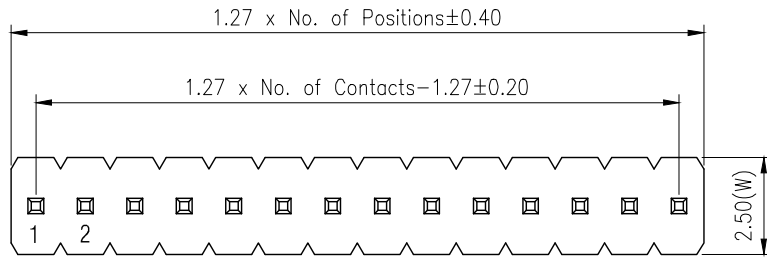 1.27 x No. of Positions±0.40
1.27 x No. of Contacts-1.27±0.20
2.50(W)
1 2